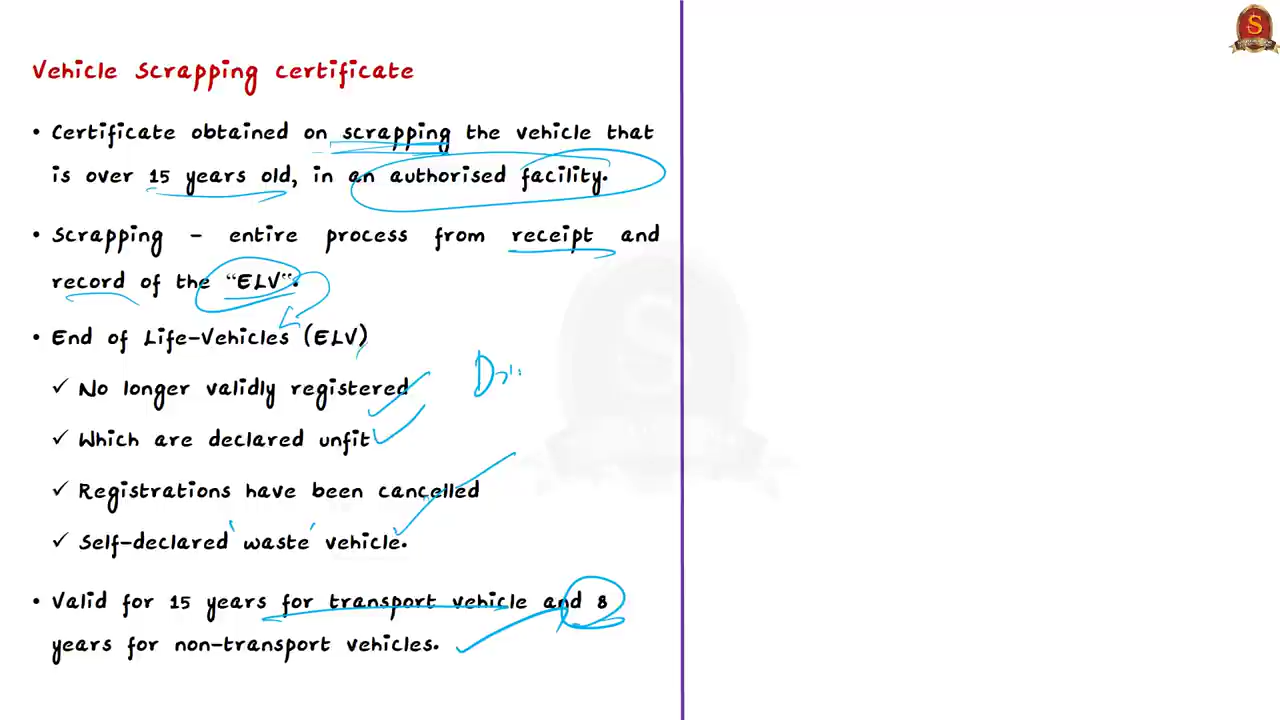 Vehicle Scrapping certificate
• Certificate obtained on scrapping the vehicle that
is over 15 years old, in an authorised facility.
• Scrapping - entire process from receipt and
record of the “ELV“.
• End of Life-Vehicles (ELV)
✓ No longer validly registered
✓ Which are declared unfit
✓ Registrations have been cancelled
✓ Self-declared 'waste' vehicle.
• Valid for 15 years for transport vehicle and 8
years for non-transport vehicles.
S